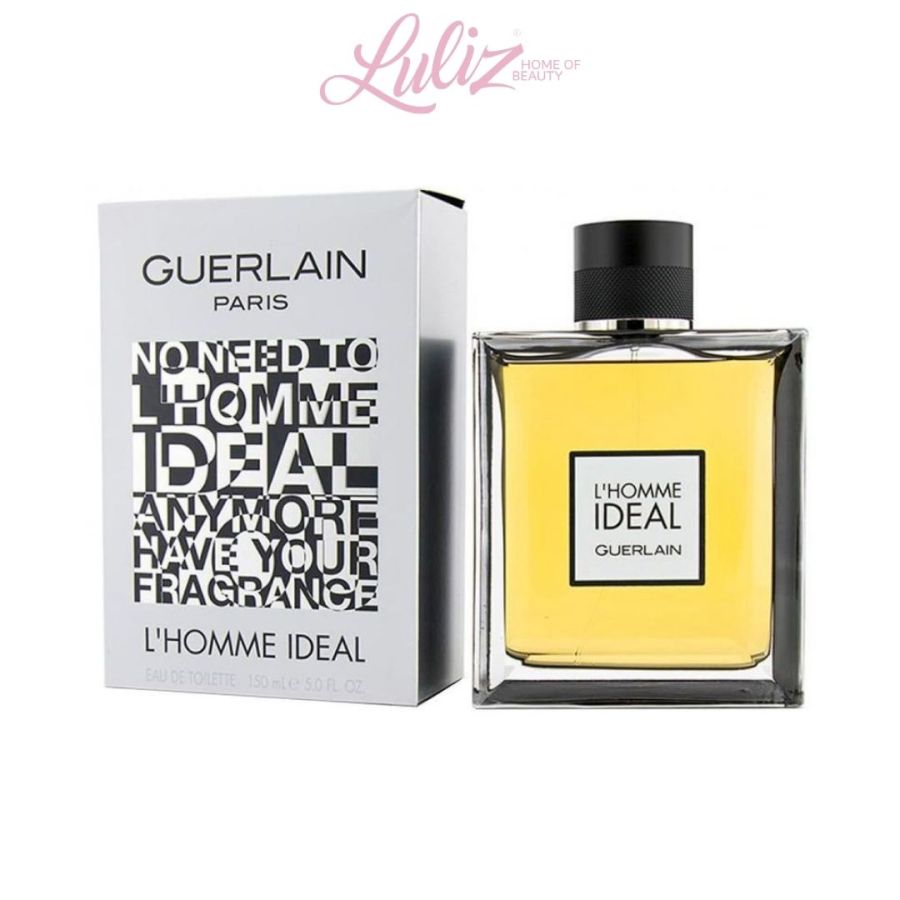 Luliz
HOME OF
BEAUTY
GUERLAIN
PARIS
NO NEED TO
L'HOMME
IDEAL
ANYMORE
HAVE YOUR
FRAGRANCE
L'HOMME IDEAL
EAU DE TOILETTE 150 mL e 5.0 FL. OZ.
L'HOMME
IDEAL
GUERLAIN